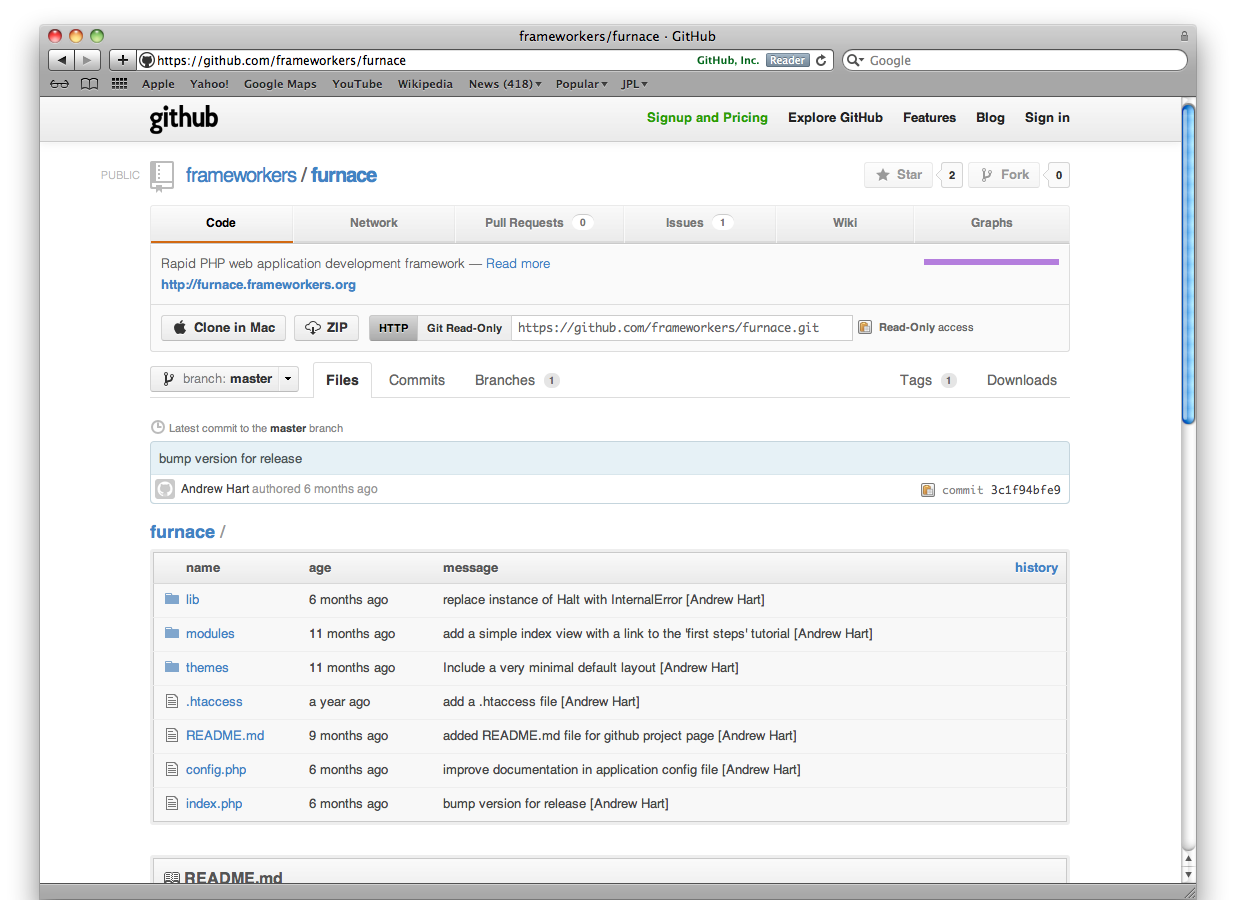 frameworkers/furnace · GitHub
https://github.com/frameworkers/furnace GitHub, Inc. Reader Google
Apple Yahoo! Google Maps YouTube Wikipedia News (418) Popular JPL
github Signup and Pricing Explore GitHub Features Blog Sign in
PUBLIC frameworkers / furnace Star 2 Fork 0
Code Network Pull Requests 0 Issues 1 Wiki Graphs
Rapid PHP web application development framework — Read more
http://furnace.frameworkers.org
Clone in Mac ZIP HTTP Git Read-Only https://github.com/frameworkers/furnace.git Read-Only access
branch: master Files Commits Branches 1 Tags 1 Downloads
Latest commit to the master branch
bump version for release
Andrew Hart authored 6 months ago commit 3c1f94bfe9
furnace /
name age message history
lib 6 months ago replace instance of Halt with InternalError [Andrew Hart]
modules 11 months ago add a simple index view with a link to the 'first steps' tutorial [Andrew Hart]
themes 11 months ago Include a very minimal default layout [Andrew Hart]
.htaccess a year ago add a .htaccess file [Andrew Hart]
README.md 9 months ago added README.md file for github project page [Andrew Hart]
config.php 6 months ago improve documentation in application config file [Andrew Hart]
index.php 6 months ago bump version for release [Andrew Hart]
README.md